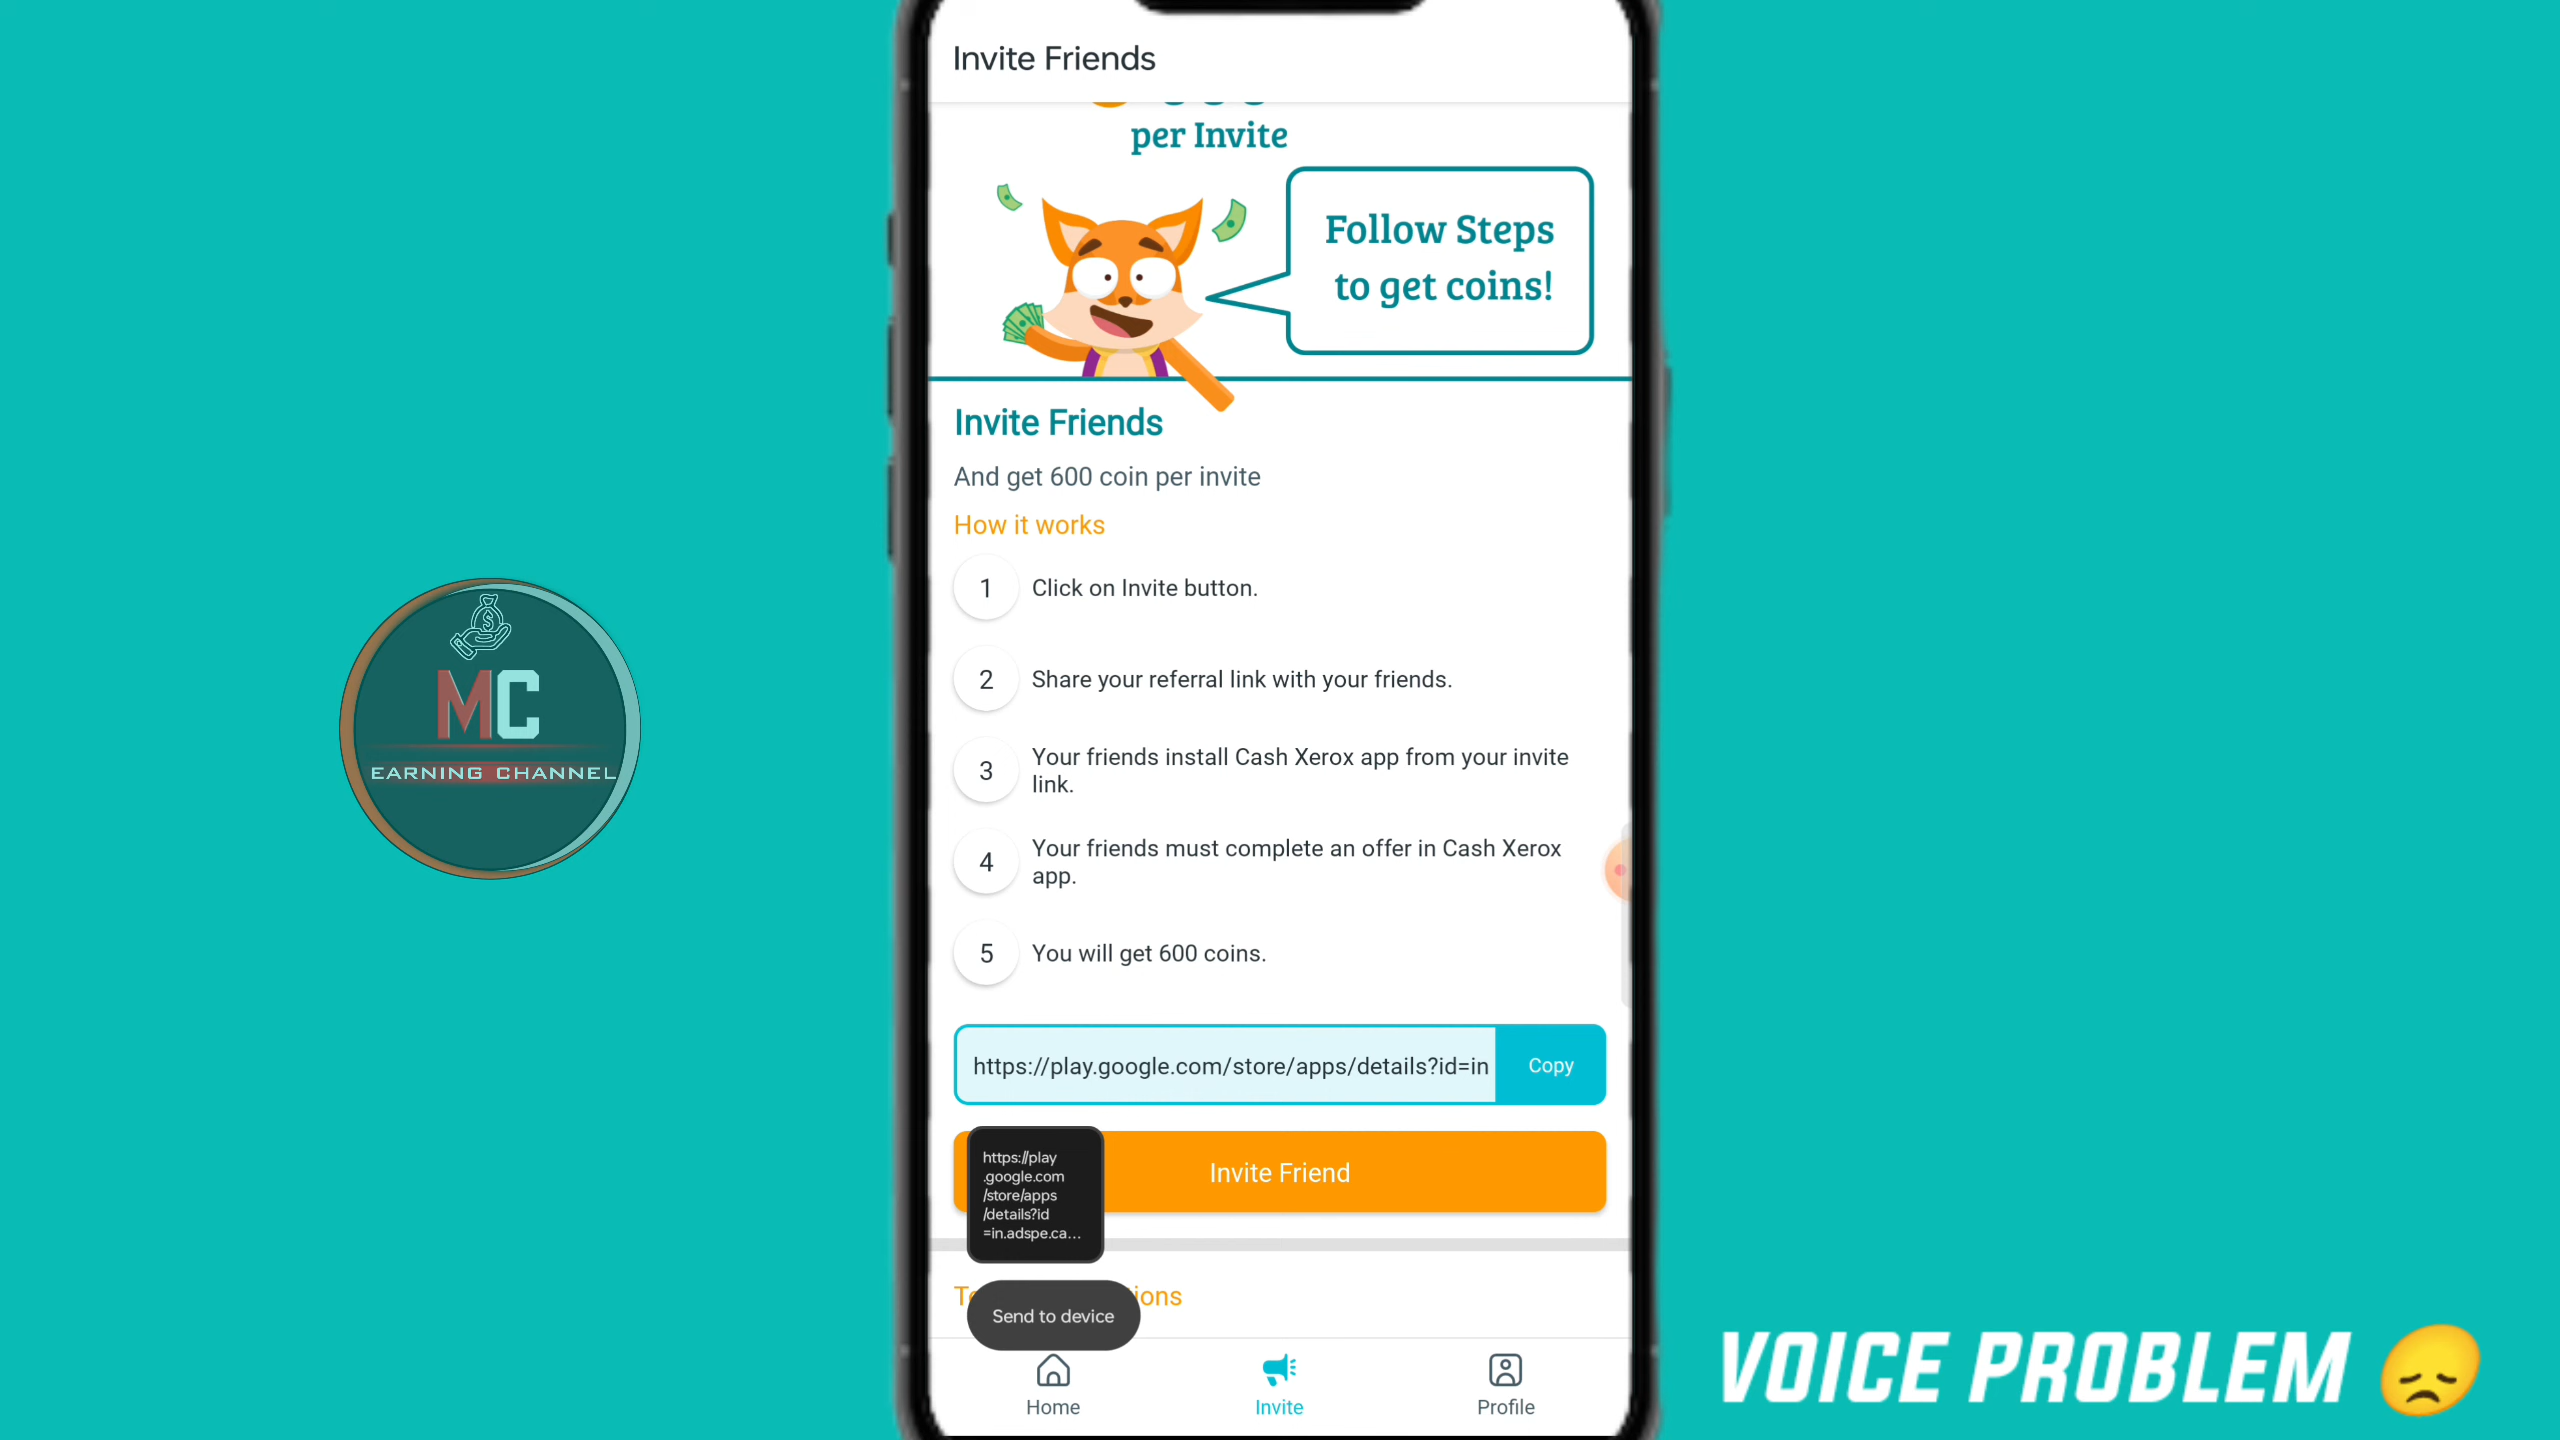 Invite Friends
per Invite
Follow Steps
to get coins!
Invite Friends
And get 600 coin per invite
How it works
1 Click on Invite button.
2 Share your referral link with your friends.
3 Your friends install Cash Xerox app from your invite
link.
4 Your friends must complete an offer in Cash Xerox
app.
5 You will get 600 coins.
https://play.google.com/store/apps/details?id=in
Copy
Invite Friend
https://play
.google.com
/store/apps
/details?id
=in.adspe.ca...
Send to device
Home
Invite
Profile
MC
EARNING CHANNEL
VOICE PROBLEM